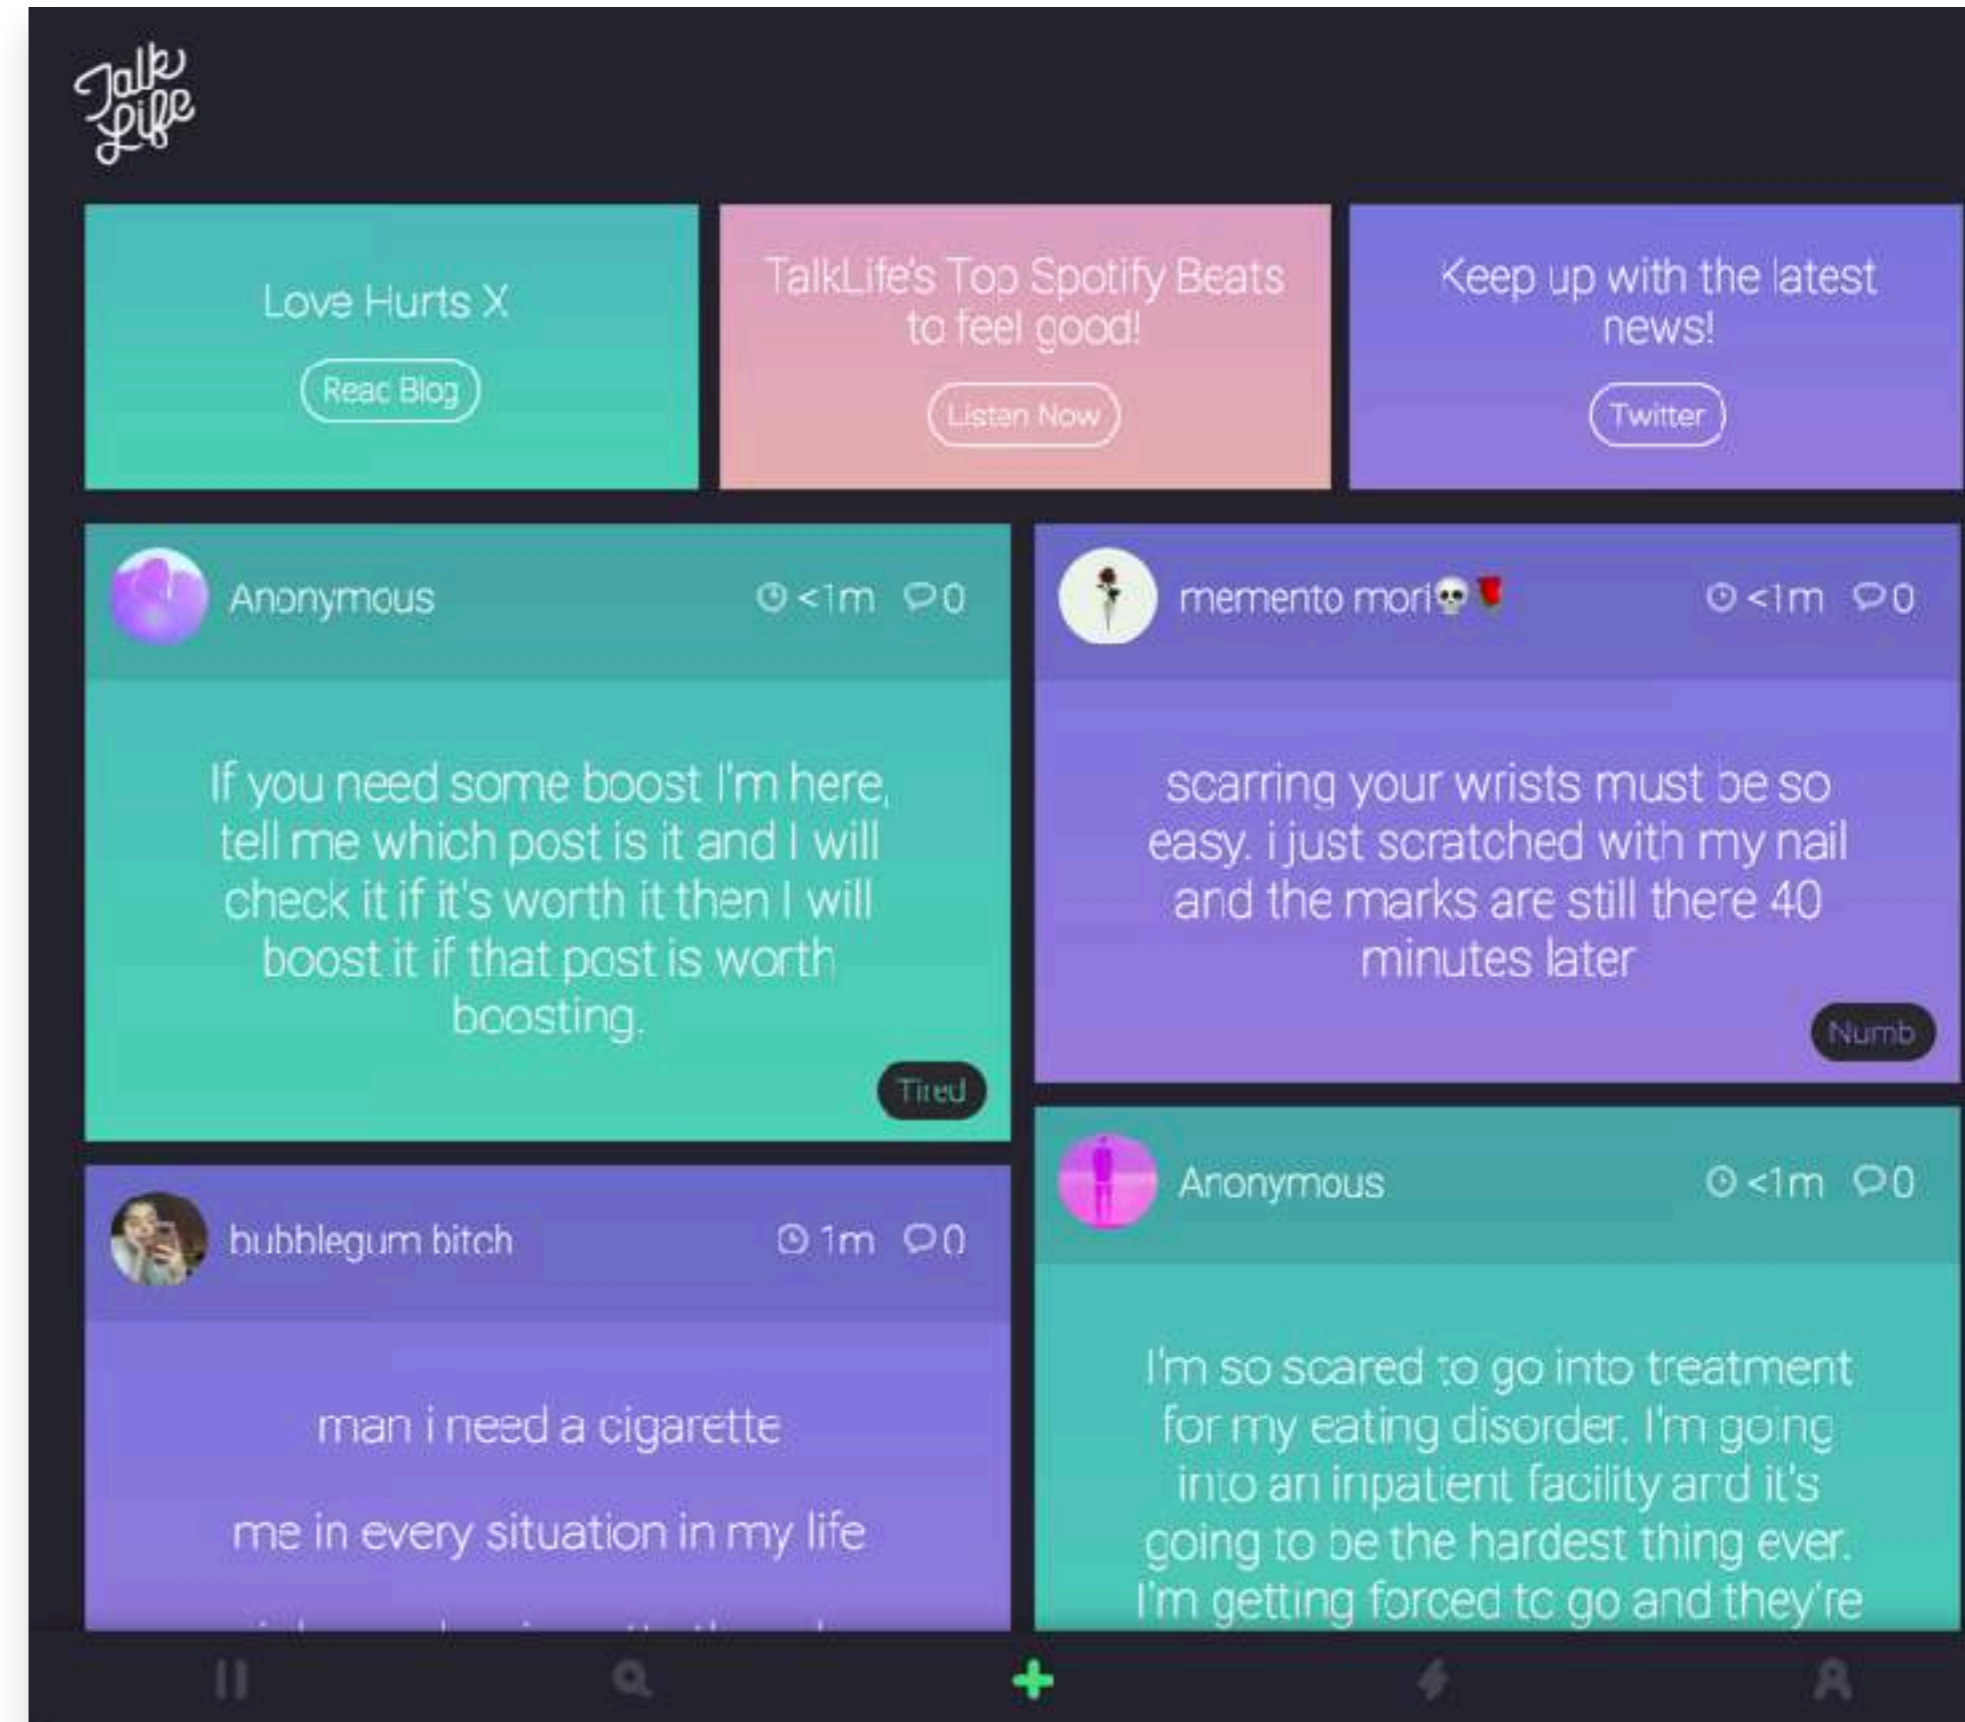 Talk
Life
Love Hurts X
Read Blog
TalkLife's Top Spotify Beats
to feel good!
Listen Now
Keep up with the latest
news!
Twitter
Anonymous
<1m 0
If you need some boost I'm here,
tell me which post is it and I will
check it if it's worth it then I will
boost it if that post is worth
boosting.
Tired
memento mori💀🌹
<1m 0
scarring your wrists must be so
easy. i just scratched with my nail
and the marks are still there 40
minutes later
Numb
bubblegum bitch
1m 0
man i need a cigarette
me in every situation in my life
Anonymous
<1m 0
I'm so scared to go into treatment
for my eating disorder. I'm going
into an inpatient facility and it's
going to be the hardest thing ever.
I'm getting forced to go and they're